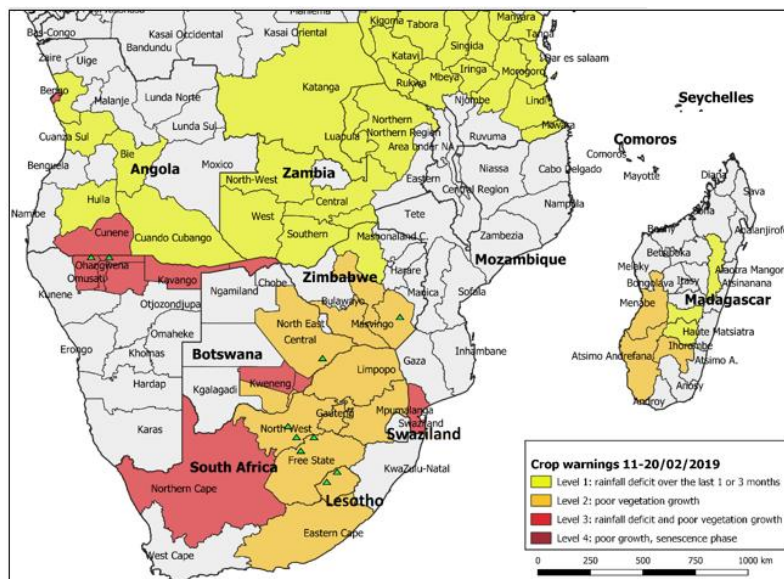 Maniema
Kigoma
Tabora
Manyara
Bas-Congo
Kasai Occidental
Kasai Oriental
Singida
Tanga
Zaire
Bandundu
Katavi
Dar es salaam
Uige
Iringa
Morogoro
Rukwa
Mbeya
Bengo
Malanje
Lunda Norte
Katanga
Njombe
Lindi
Seychelles
Lunda Sul
Northern
Mtwara
Cuanza Sul
Luapula
Northern Region
Ruvuma
Comoros
Area under NA
Comoros
Bie
Benguela
Angola
Moxico
Zambia
Eastern
Niassa
Cabo Delgado
Mayotte
Diana
North-West
Central Region
Sava
Huila
Central
Nampula
Sofia
Namibe
West
Tete
Boeny
Analanjirofo
Cunene
Cuando Cubango
Southern
Mashonaland C.
Zambezia
Betsiboka
Ohangwena
Mozambique
Melaky
Alaotra Mangoro
Omusati
Kavango
Zimbabwe
Harare
Itasy
Atsinanana
Kunene
Chobe
Manica
Sofala
Bongolava
Madagascar
Otjozondjupa
Ngamiland
Bulawayo
Menabe
Omaheke
North East
Masvingo
Haute Matsiatra
Erongo
Botswana
Central
Ihorombe
Khomas
Inhambane
Atsimo Andrefana
Atsimo A.
Gaza
Hardap
Kgalagadi
Kweneng
Limpopo
Anosy
Androy
Karas
Gauteng
Mpumalanga
North-West
Swaziland
Swaziland
South Africa
Free State
KwaZulu-Natal
Northern Cape
Lesotho
Eastern Cape
West Cape
Crop warnings 11-20/02/2019
Level 1: rainfall deficit over the last 1 or 3 months
Level 2: poor vegetation growth
Level 3: rainfall deficit and poor vegetation growth
Level 4: poor growth, senescence phase
0 250 500 750 1000 km